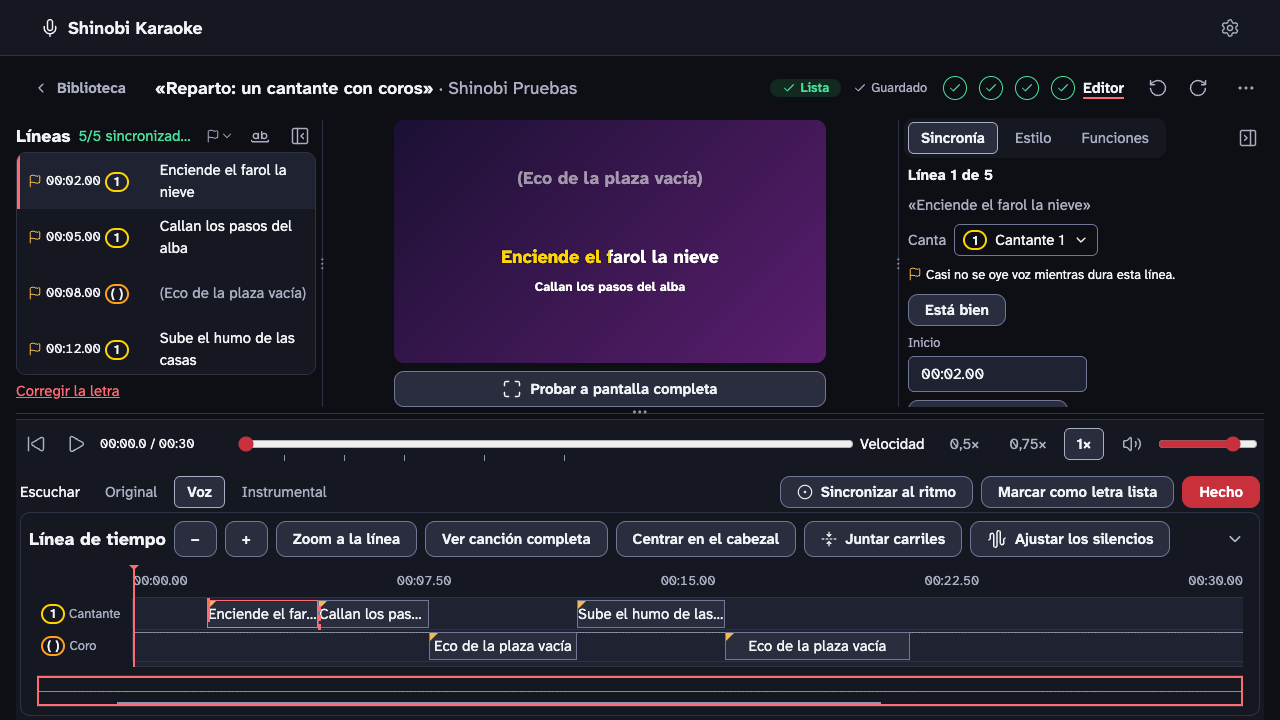 Shinobi Karaoke
Biblioteca
«Reparto: un cantante con coros» · Shinobi Pruebas
Lista
Guardado
Editor
Líneas 5/5 sincronizad... ab
00:02.00 1 Enciende el farol la nieve
00:05.00 1 Callan los pasos del alba
00:08.00 ( ) (Eco de la plaza vacía)
00:12.00 1 Sube el humo de las casas
Corregir la letra
(Eco de la plaza vacía)
Enciende el farol la nieve
Callan los pasos del alba
Probar a pantalla completa
Sincronía Estilo Funciones
Línea 1 de 5
«Enciende el farol la nieve»
Canta 1 Cantante 1
Casi no se oye voz mientras dura esta línea.
Está bien
Inicio
00:02.00
00:00.0 / 00:30
Velocidad 0,5× 0,75× 1×
Escuchar Original Voz Instrumental
Sincronizar al ritmo Marcar como letra lista Hecho
Línea de tiempo − + Zoom a la línea Ver canción completa Centrar en el cabezal Juntar carriles Ajustar los silencios
00:00.00 00:07.50 00:15.00 00:22.50 00:30.00
1 Cantante Enciende el far... Callan los pas... Sube el humo de las...
( ) Coro Eco de la plaza vacía Eco de la plaza vacía